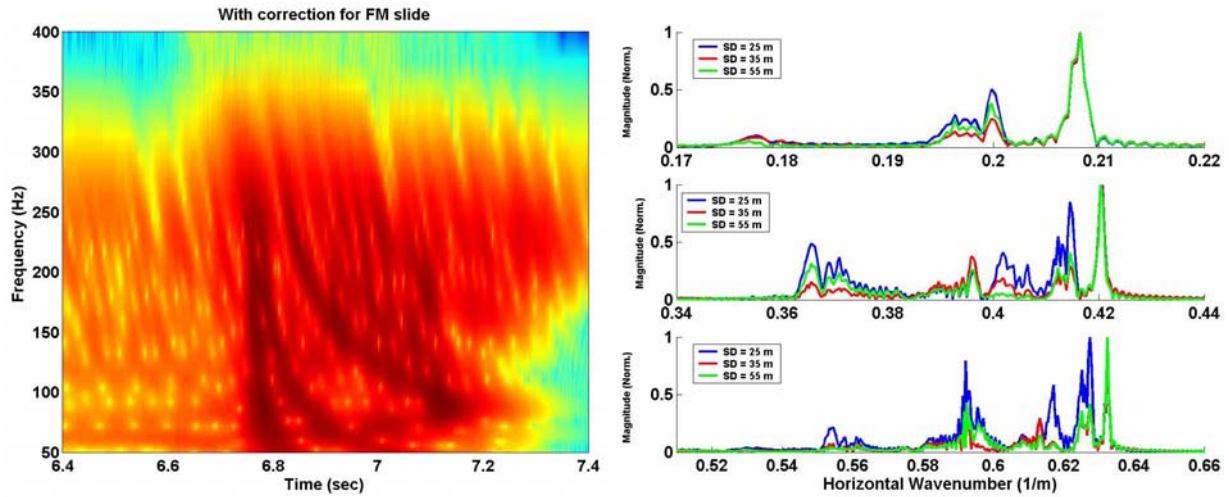 With correction for FM slide
400
350
300
250
200
150
100
50
Frequency (Hz)
6.4 6.6 6.8 7 7.2 7.4
Time (sec)
1
0.5
0
Magnitude (Norm.)
SD = 25 m
SD = 35 m
SD = 55 m
0.17 0.18 0.19 0.2 0.21 0.22
1
0.5
0
Magnitude (Norm.)
SD = 25 m
SD = 35 m
SD = 55 m
0.34 0.36 0.38 0.4 0.42 0.44
1
0.5
0
Magnitude (Norm.)
SD = 25 m
SD = 35 m
SD = 55 m
0.52 0.54 0.56 0.58 0.6 0.62 0.64 0.66
Horizontal Wavenumber (1/m)